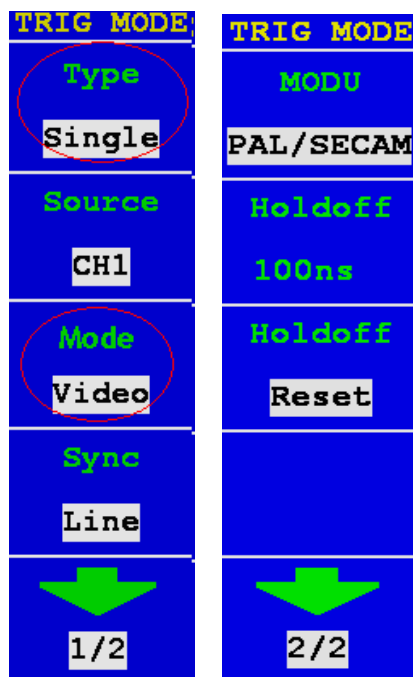 TRIG MODE
Type
Single
Source
CH1
Mode
Video
Sync
Line
1/2
TRIG MODE
MODU
PAL/SECAM
Holdoff
100ns
Holdoff
Reset
2/2